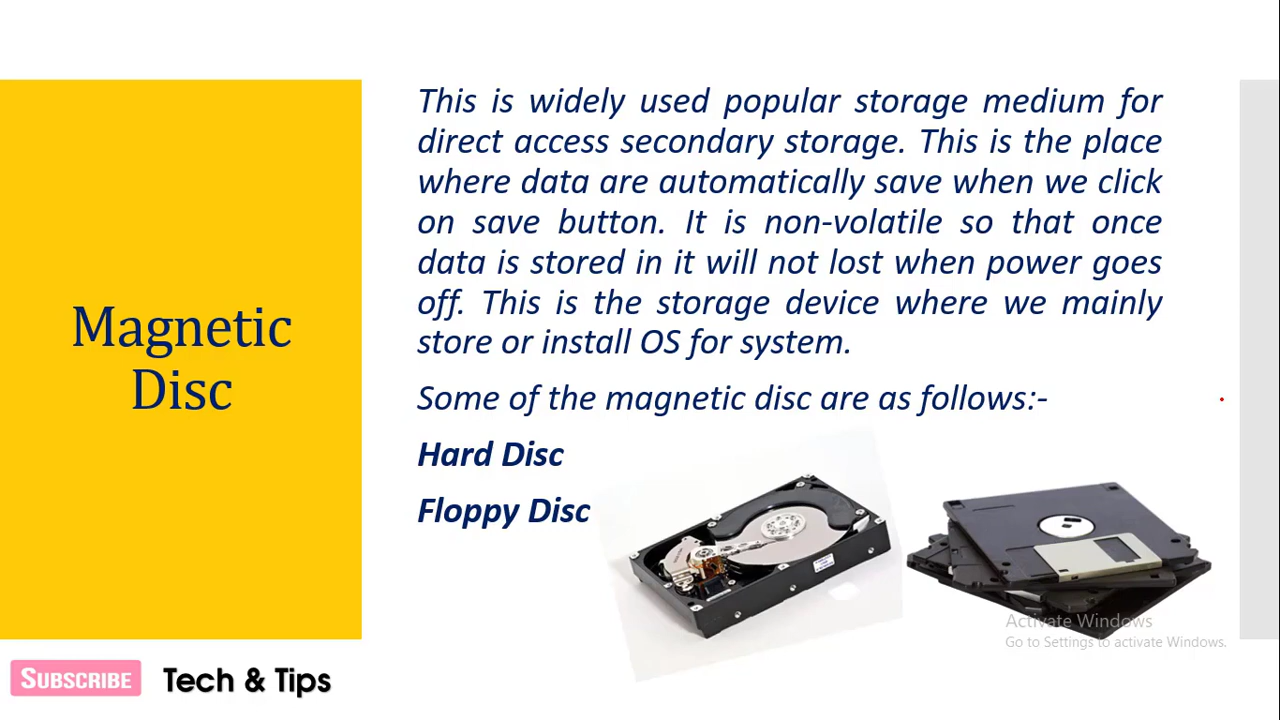 Magnetic
Disc
This is widely used popular storage medium for
direct access secondary storage. This is the place
where data are automatically save when we click
on save button. It is non-volatile so that once
data is stored in it will not lost when power goes
off. This is the storage device where we mainly
store or install OS for system.
Some of the magnetic disc are as follows:-
Hard Disc
Floppy Disc
Activate Windows
Go to Settings to activate Windows.
SUBSCRIBE
Tech & Tips